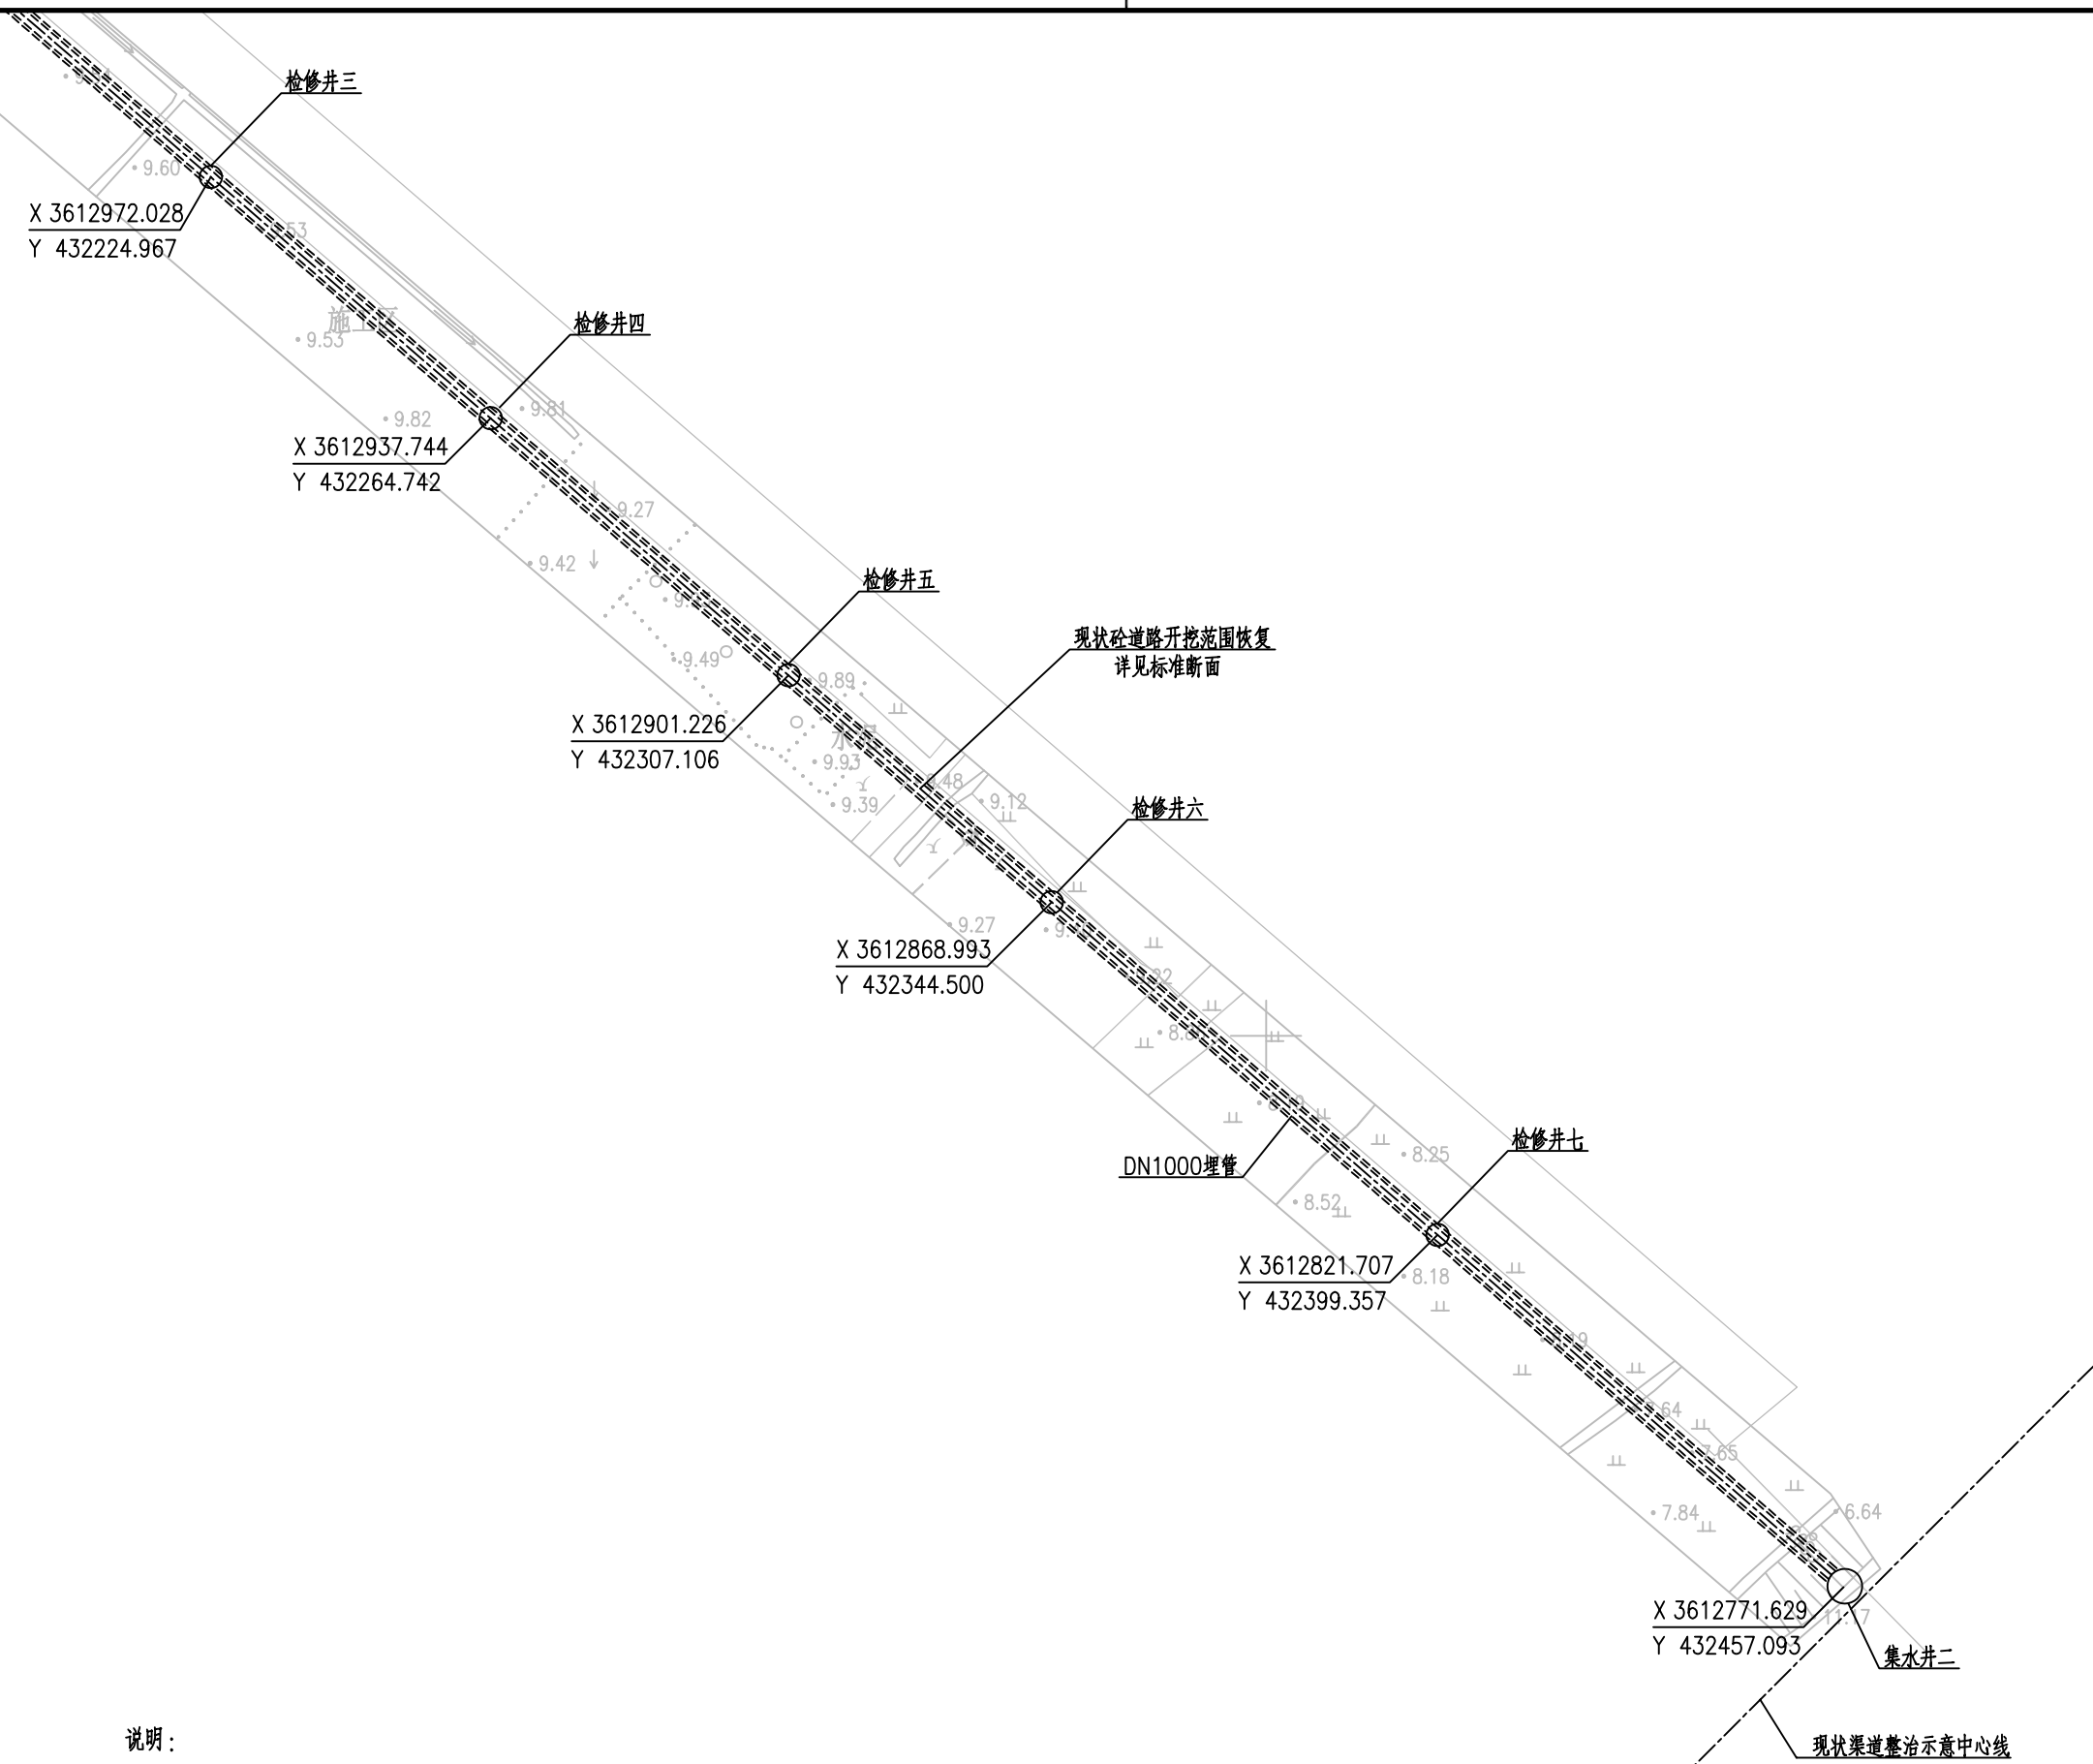 检修井三
9.60
X 3612972.028
Y 432224.967
施工区
9.53
检修井四
9.82
9.81
X 3612937.744
Y 432264.742
9.27
9.42
检修井五
9.49
9.89
现状砼道路开挖范围恢复
详见标准断面
X 3612901.226
Y 432307.106
9.93
9.39
9.12
检修井六
9.27
X 3612868.993
Y 432344.500
DN1000埋管
检修井七
8.25
8.52
X 3612821.707
Y 432399.357
8.18
7.65
7.84
6.64
X 3612771.629
Y 432457.093
集水井二
现状渠道整治示意中心线
说明：